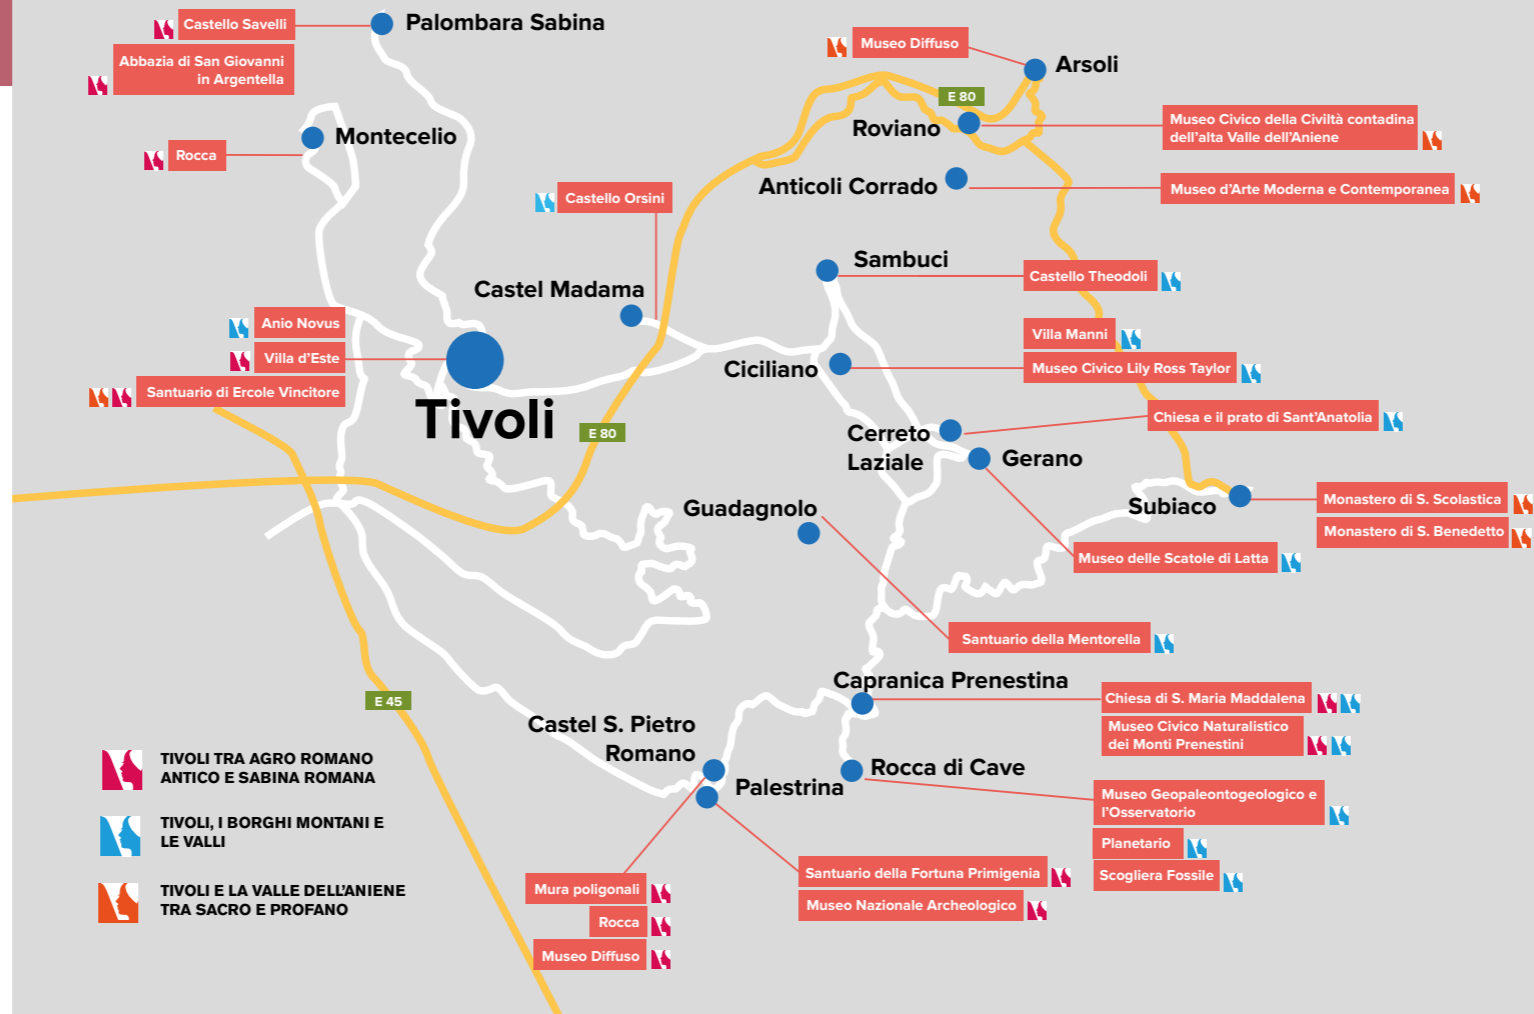 Castello Savelli
Palombara Sabina
Abbazia di San Giovanni
in Argentella
Montecelio
Rocca
Museo Diffuso
Arsoli
E 80
Roviano
Museo Civico della Civiltà contadina
dell'alta Valle dell'Aniene
Anticoli Corrado
Museo d'Arte Moderna e Contemporanea
Castello Orsini
Castel Madama
Sambuci
Castello Theodoli
Anio Novus
Villa d'Este
Santuario di Ercole Vincitore
Tivoli
E 80
Villa Manni
Ciciliano
Museo Civico Lily Ross Taylor
Chiesa e il prato di Sant'Anatolia
Cerreto
Laziale
Gerano
Guadagnolo
Subiaco
Monastero di S. Scolastica
Monastero di S. Benedetto
Museo delle Scatole di Latta
Santuario della Mentorella
Capranica Prenestina
Chiesa di S. Maria Maddalena
Museo Civico Naturalistico
dei Monti Prenestini
E 45
Castel S. Pietro
Romano
Palestrina
Rocca di Cave
Museo Geopaleontogeologico e
l'Osservatorio
Planetario
Scogliera Fossile
TIVOLI TRA AGRO ROMANO
ANTICO E SABINA ROMANA
TIVOLI, I BORGHI MONTANI E
LE VALLI
TIVOLI E LA VALLE DELL'ANIENE
TRA SACRO E PROFANO
Mura poligonali
Rocca
Museo Diffuso
Santuario della Fortuna Primigenia
Museo Nazionale Archeologico